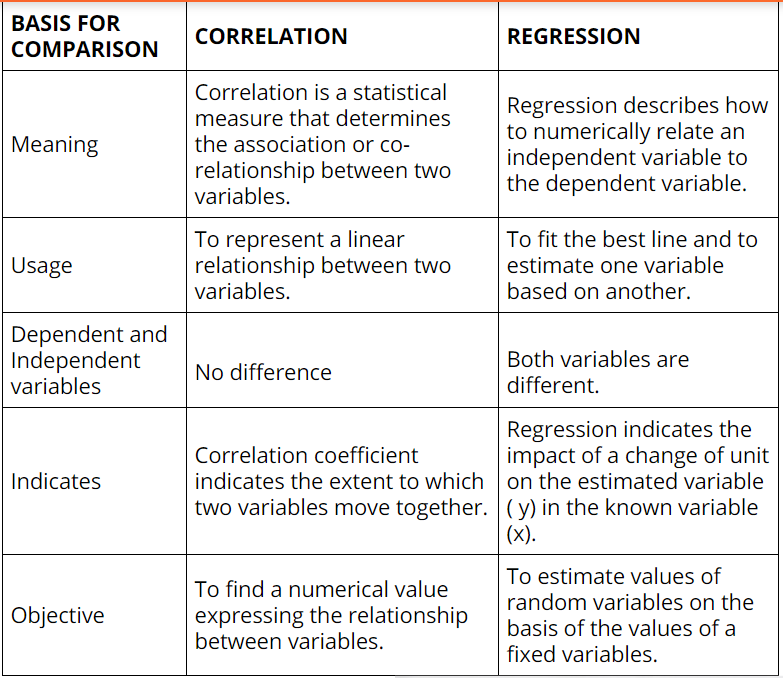 BASIS FOR
COMPARISON
CORRELATION
REGRESSION
Meaning
Correlation is a statistical
measure that determines
the association or co-
relationship between two
variables.
Regression describes how
to numerically relate an
independent variable to
the dependent variable.
Usage
To represent a linear
relationship between two
variables.
To fit the best line and to
estimate one variable
based on another.
Dependent and
Independent
variables
No difference
Both variables are
different.
Indicates
Correlation coefficient
indicates the extent to which
two variables move together.
Regression indicates the
impact of a change of unit
on the estimated variable
( y) in the known variable
(x).
Objective
To find a numerical value
expressing the relationship
between variables.
To estimate values of
random variables on the
basis of the values of a
fixed variables.